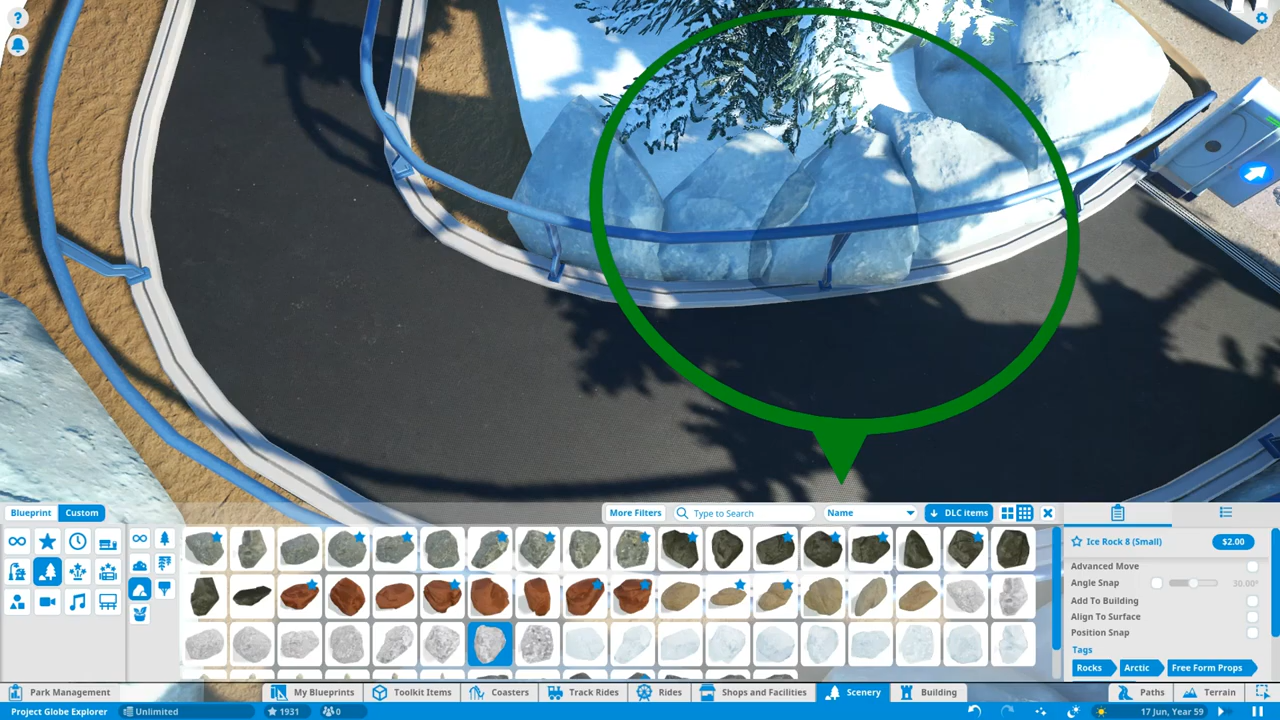 ?
Blueprint
Custom
More Filters
Type to Search
Name
DLC items
Ice Rock 8 (Small)
$2.00
Advanced Move
Angle Snap
30.00°
Add To Building
Align To Surface
Position Snap
Tags
Rocks
Arctic
Free Form Props
Park Management
My Blueprints
Toolkit Items
Coasters
Track Rides
Rides
Shops and Facilities
Scenery
Building
Paths
Terrain
Project Globe Explorer
Unlimited
1931
0
17 Jun, Year 59